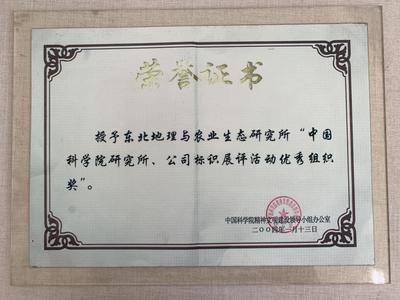 荣誉证书
授予东北地理与农业生态研究所“中国
科学院研究所、公司标识展评活动优秀组织
奖”。
中国科学院精神文明建设领导小组办公室
二〇〇四年一月十三日